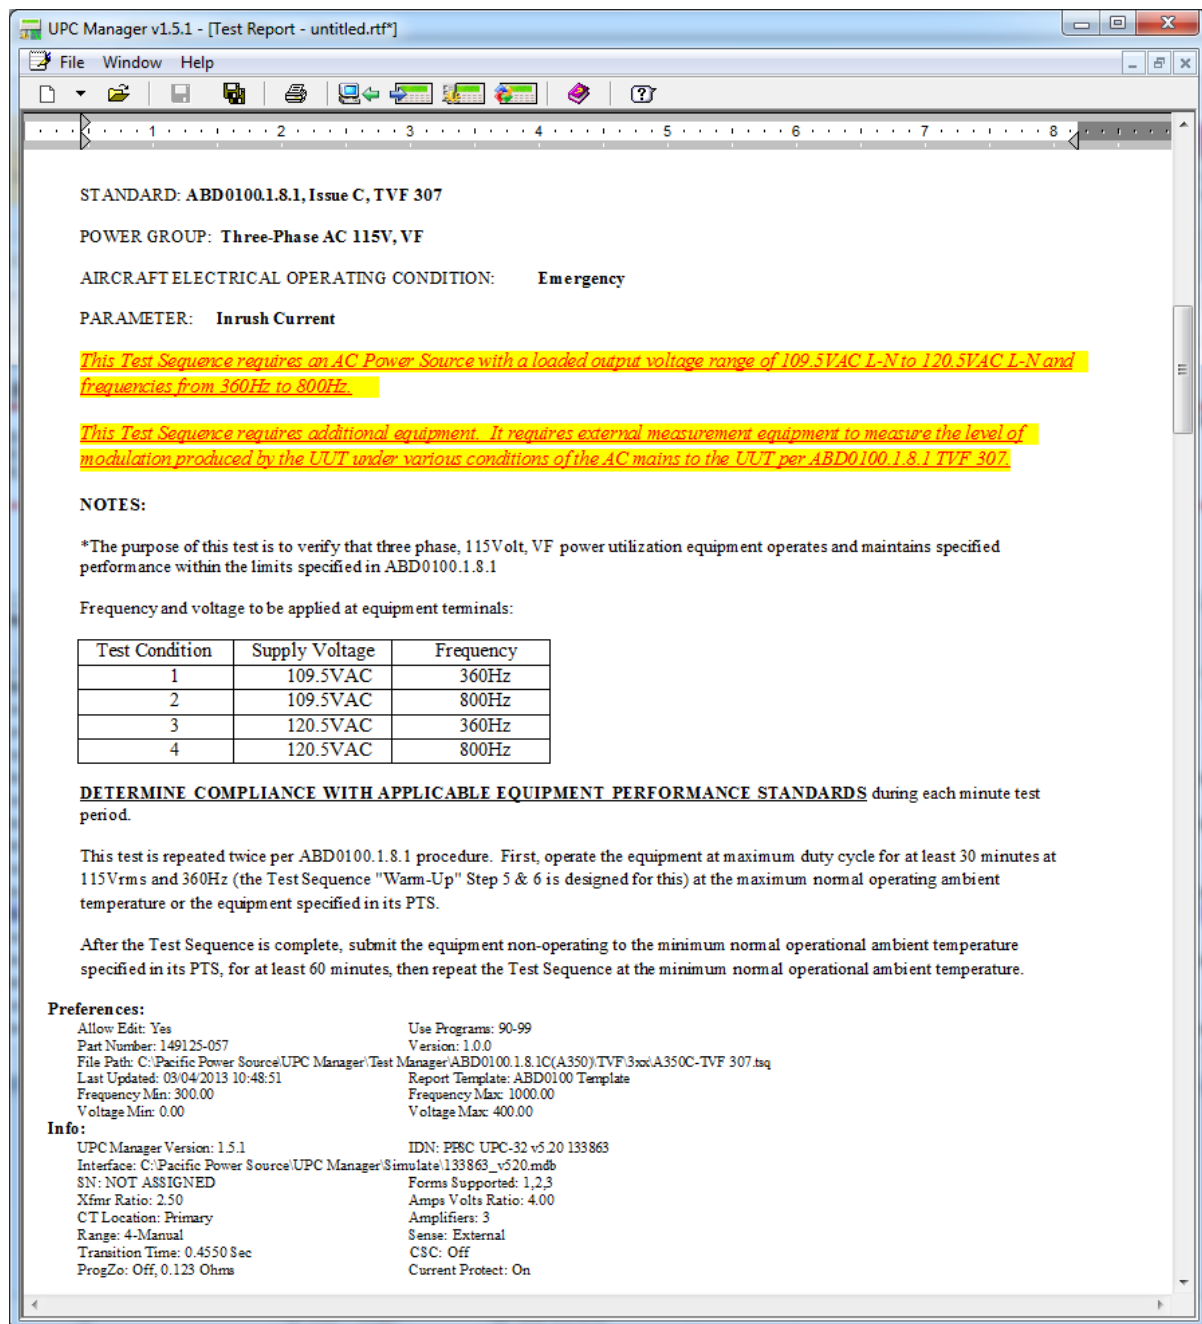 UPC Manager v1.5.1 - [Test Report - untitled.rtf*]
File Window Help
1 2 3 4 5 6 7 8
STANDARD: ABD0100.1.8.1, Issue C, TVF 307
POWER GROUP: Three-Phase AC 115V, VF
AIRCRAFT ELECTRICAL OPERATING CONDITION: Emergency
PARAMETER: Inrush Current
This Test Sequence requires an AC Power Source with a loaded output voltage range of 109.5VAC L-N to 120.5VAC L-N and
frequencies from 360Hz to 800Hz.
This Test Sequence requires additional equipment. It requires external measurement equipment to measure the level of
modulation produced by the UUT under various conditions of the AC mains to the UUT per ABD0100.1.8.1 TVF 307.
NOTES:
*The purpose of this test is to verify that three phase, 115Volt, VF power utilization equipment operates and maintains specified
performance within the limits specified in ABD0100.1.8.1
Frequency and voltage to be applied at equipment terminals:
Test Condition Supply Voltage Frequency
1 109.5VAC 360Hz
2 109.5VAC 800Hz
3 120.5VAC 360Hz
4 120.5VAC 800Hz
DETERMINE COMPLIANCE WITH APPLICABLE EQUIPMENT PERFORMANCE STANDARDS during each minute test
period.
This test is repeated twice per ABD0100.1.8.1 procedure. First, operate the equipment at maximum duty cycle for at least 30 minutes at
115Vrms and 360Hz (the Test Sequence "Warm-Up" Step 5 & 6 is designed for this) at the maximum normal operating ambient
temperature or the equipment specified in its PTS.
After the Test Sequence is complete, submit the equipment non-operating to the minimum normal operational ambient temperature
specified in its PTS, for at least 60 minutes, then repeat the Test Sequence at the minimum normal operational ambient temperature.
Preferences:
Allow Edit: Yes Use Programs: 90-99
Part Number: 149125-057 Version: 1.0.0
File Path: C:\Pacific Power Source\UPC Manager\Test Manager\ABD0100.1.8.1C(A350)\TVF\3xx\A350C-TVF 307.tsq
Last Updated: 03/04/2013 10:48:51 Report Template: ABD0100 Template
Frequency Min: 300.00 Frequency Max: 1000.00
Voltage Min: 0.00 Voltage Max: 400.00
Info:
UPC Manager Version: 1.5.1 IDN: PPSC UPC-32 v5.20 133863
Interface: C:\Pacific Power Source\UPC Manager\Simulate\133863_v520.mdb
SN: NOT ASSIGNED Forms Supported: 1,2,3
Xfmr Ratio: 2.50 Amps Volts Ratio: 4.00
CT Location: Primary Amplifiers: 3
Range: 4-Manual Sense: External
Transition Time: 0.4550 Sec CSC: Off
ProgZo: Off, 0.123 Ohms Current Protect: On